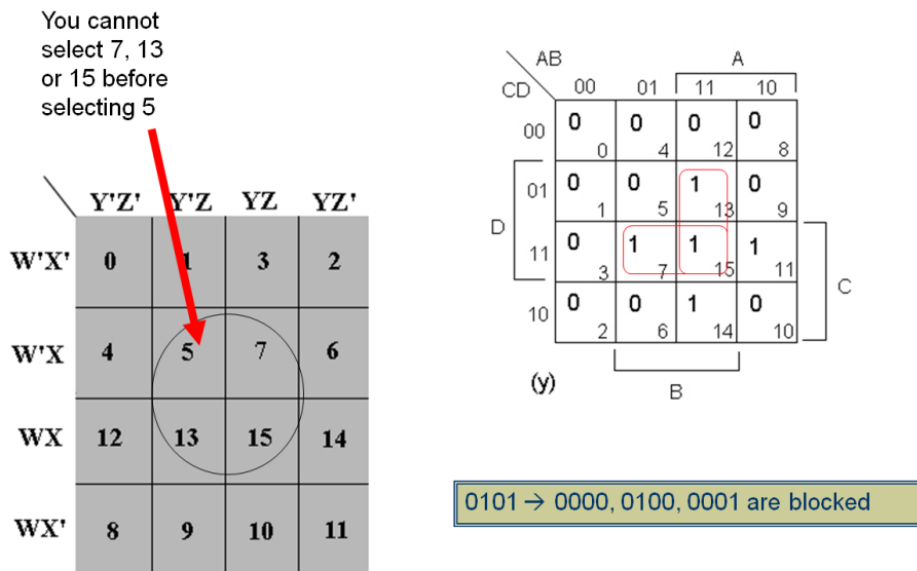 You cannot
select 7, 13
or 15 before
selecting 5
Y'Z' Y'Z YZ YZ'
W'X' 0 1 3 2
W'X 4 5 7 6
WX 12 13 15 14
WX' 8 9 10 11
AB A
CD 00 01 11 10
00 0 0 0 0
0 4 12 8
01 0 0 1 0
1 5 13 9
D
11 0 1 1 1
3 7 15 11
C
10 0 0 1 0
2 6 14 10
(y) B
0101 → 0000, 0100, 0001 are blocked